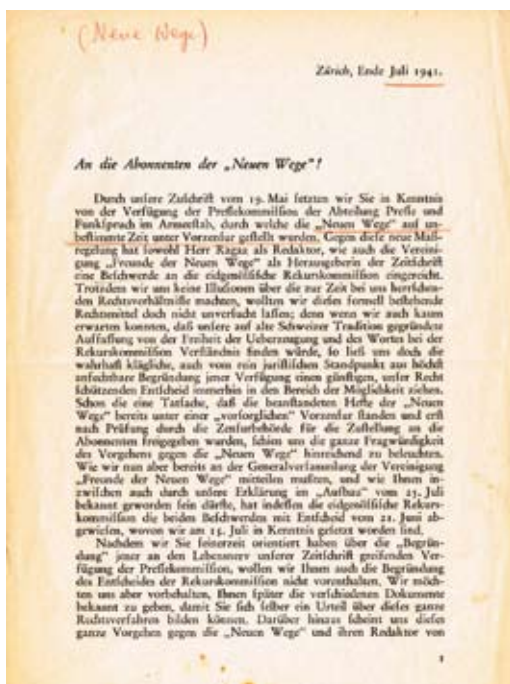 (Neue Wege)
Zürich, Ende Juli 1941.
An die Abonnenten der „Neuen Wege“!
Durch unsere Zuschrift vom 19. Mai setzten wir Sie in Kenntnis
von der Verfügung der Pressekommission der Abteilung Presse und
Funkspruch im Armeestab, durch welche die „Neuen Wege“ auf un-
bestimmte Zeit unter Vorzensur gestellt wurden. Gegen diese neue Maß-
regelung hat sowohl Herr Ragaz als Redaktor, wie auch die Vereini-
gung „Freunde der Neuen Wege“ als Herausgeberin der Zeitschrift
eine Beschwerde an die eidgenössische Rekurskommission eingereicht.
Trotzdem wir uns keine Illusionen über die zur Zeit bei uns herrschen-
den Rechtsverhältnisse machten, wollten wir dieses formell bestehende
Rechtsmittel doch nicht unversucht lassen; denn wenn wir auch kaum
erwarten konnten, daß unsere auf alte Schweizer Tradition gegründete
Auffassung von der Freiheit der Ueberzeugung und des Wortes bei der
Rekurskommission Verständnis finden würde, so ließ uns doch die
wahrhaft klägliche, auch vom rein juristischen Standpunkt aus höchst
anfechtbare Begründung jener Verfügung einen günstigen, unser Recht
schützenden Entscheid immerhin in den Bereich der Möglichkeit ziehen.
Schon die eine Tatsache, daß die beanstandeten Hefte der „Neuen
Wege“ bereits unter einer „vorsorglichen“ Vorzensur standen und erst
nach Prüfung durch die Zensurbehörde für die Zustellung an die
Abonnenten freigegeben wurden, schien uns die ganze Fragwürdigkeit
des Vorgehens gegen die „Neuen Wege“ hinreichend zu beleuchten.
Wie wir nun aber bereits an der Generalversammlung der Vereinigung
„Freunde der Neuen Wege“ mitteilen mußten, und wie Ihnen in-
zwischen auch durch unsere Erklärung im „Aufbau“ vom 25. Juli
bekannt geworden sein dürfte, hat indessen die eidgenössische Rekurs-
kommission die beiden Beschwerden mit Entscheid vom 21. Juni ab-
gewiesen, wovon wir am 15. Juli in Kenntnis gesetzt worden sind.
Nachdem wir Sie seinerzeit orientiert haben über die „Begrün-
dung“ jener an den Lebensnerv unserer Zeitschrift greifenden Ver-
fügung der Pressekommission, wollen wir Ihnen auch die Begründung
des Entscheides der Rekurskommission nicht vorenthalten. Wir möch-
ten uns aber vorbehalten, Ihnen später die verschiedenen Dokumente
bekannt zu geben, damit Sie sich selber ein Urteil über dieses ganze
Rechtsverfahren bilden können. Darüber hinaus scheint uns dieses
ganze Vorgehen gegen die „Neuen Wege“ und ihren Redaktor von
1